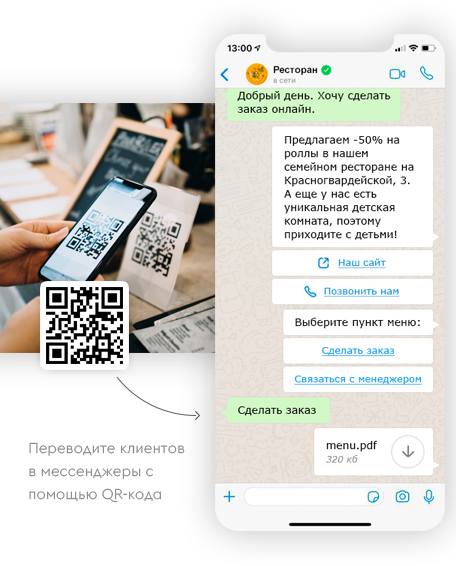 13:00
Ресторан
в сети
Добрый день. Хочу сделать
заказ онлайн.
Предлагаем -50% на
роллы в нашем
семейном ресторане на
Красногвардейской, 3.
А еще у нас есть
уникальная детская
комната, поэтому
приходите с детьми!
Наш сайт
Позвонить нам
Выберите пункт меню:
Сделать заказ
Связаться с менеджером
Сделать заказ
menu.pdf
320 кб
Переводите клиентов
в мессенджеры с
помощью QR-кода